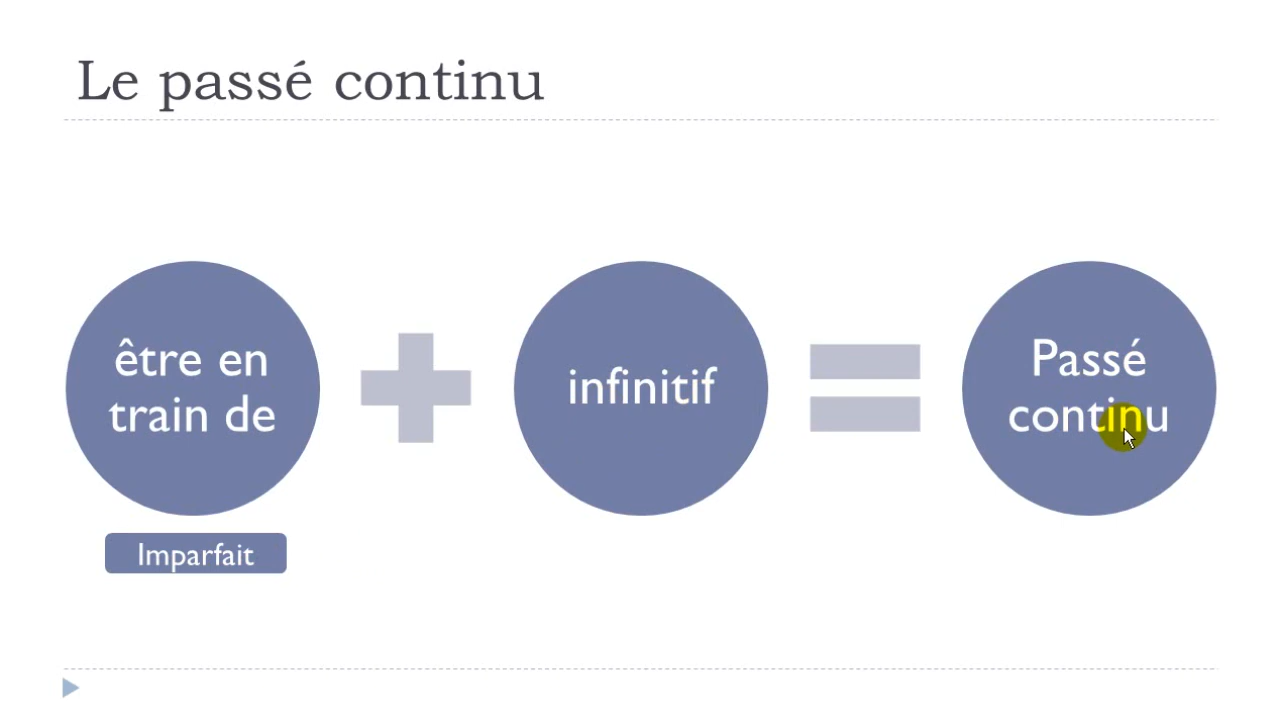 Le passé continu
être en
train de
infinitif
Passé
continu
Imparfait